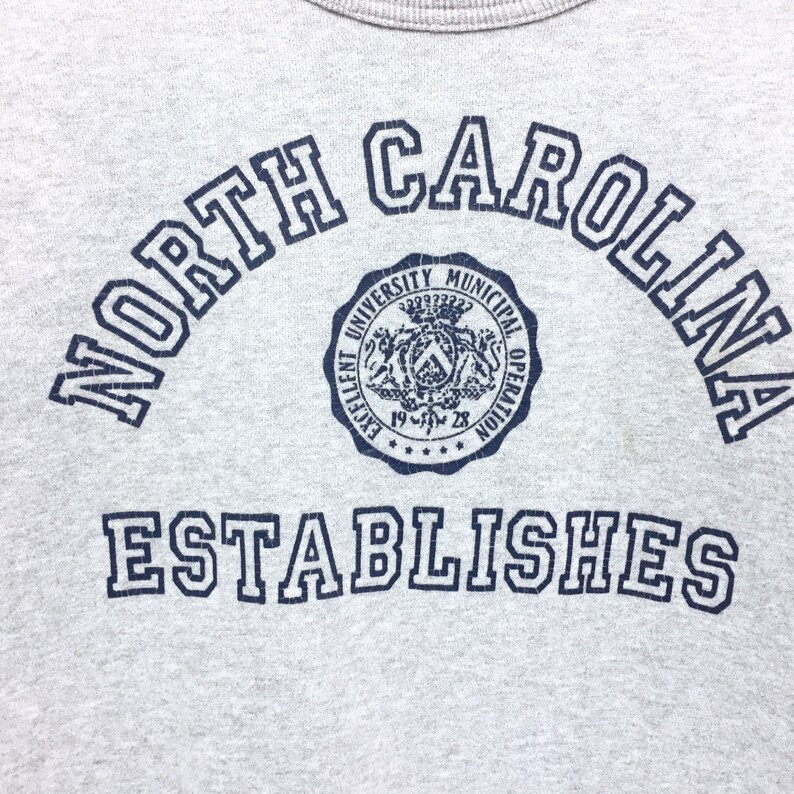 NORTH CAROLINA
EXCELLENT UNIVERSITY MUNICIPAL OPERATION
19 28
ESTABLISHES